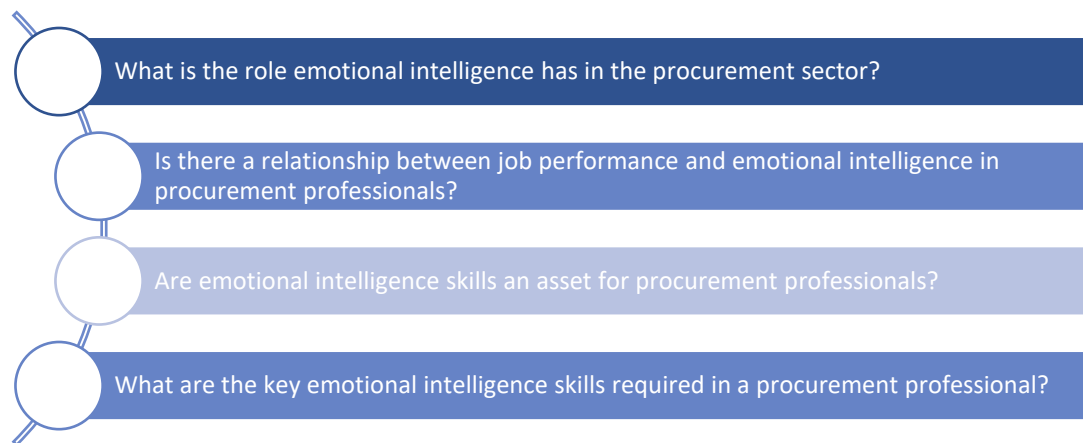 What is the role emotional intelligence has in the procurement sector?
Is there a relationship between job performance and emotional intelligence in
procurement professionals?
Are emotional intelligence skills an asset for procurement professionals?
What are the key emotional intelligence skills required in a procurement professional?